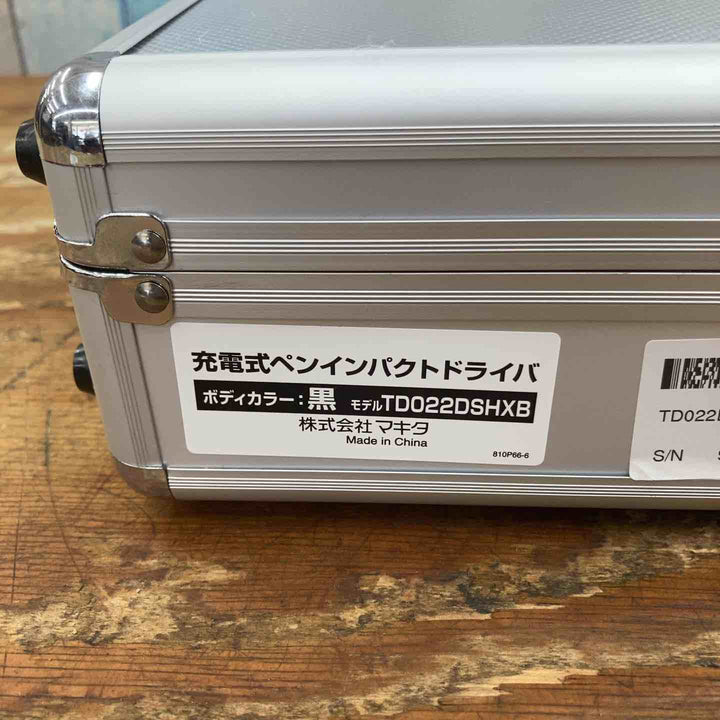 充電式ペンインパクトドライバ
ボディカラー:黒 モデルTD022DSHXB
株式会社マキタ
Made in China
810P66-6
TD022
S/N